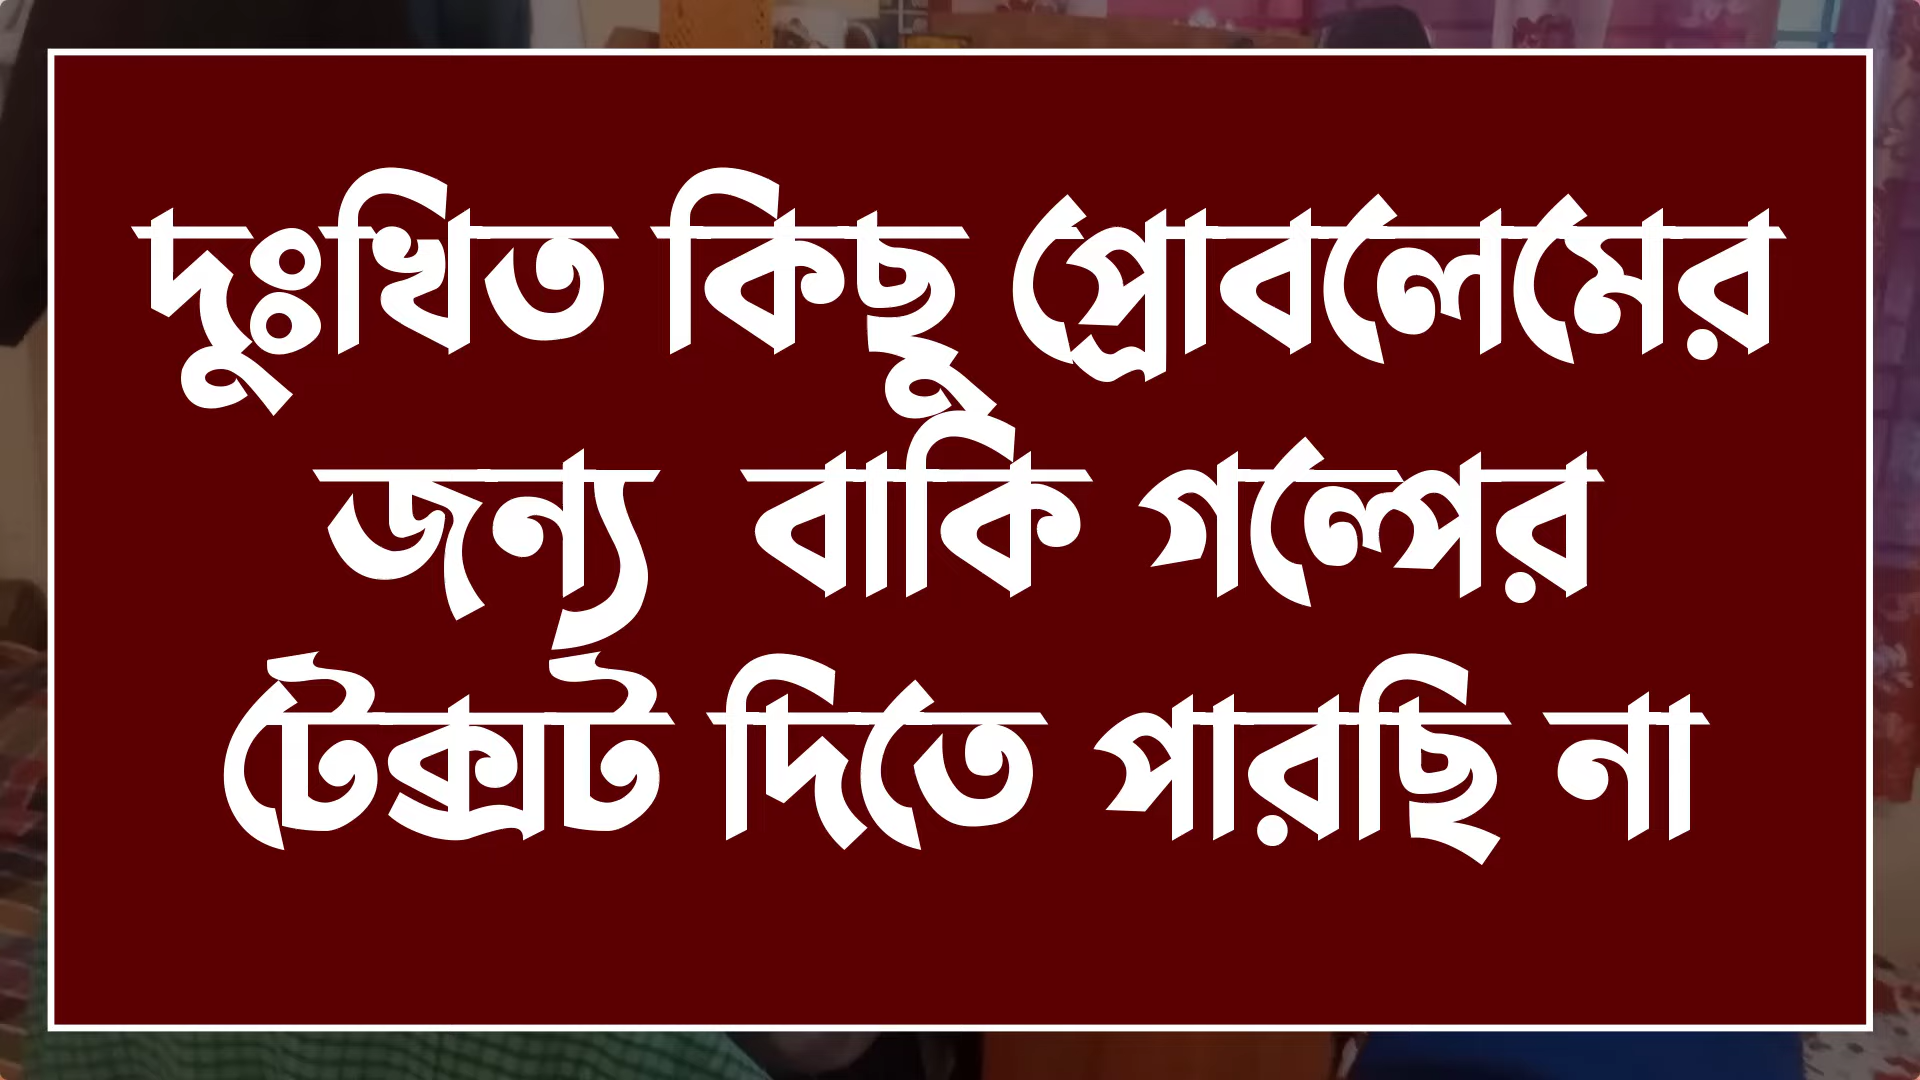 দুঃখিত কিছু প্রোবলেমের
জন্য বাকি গল্পের
টেক্সট দিতে পারছি না